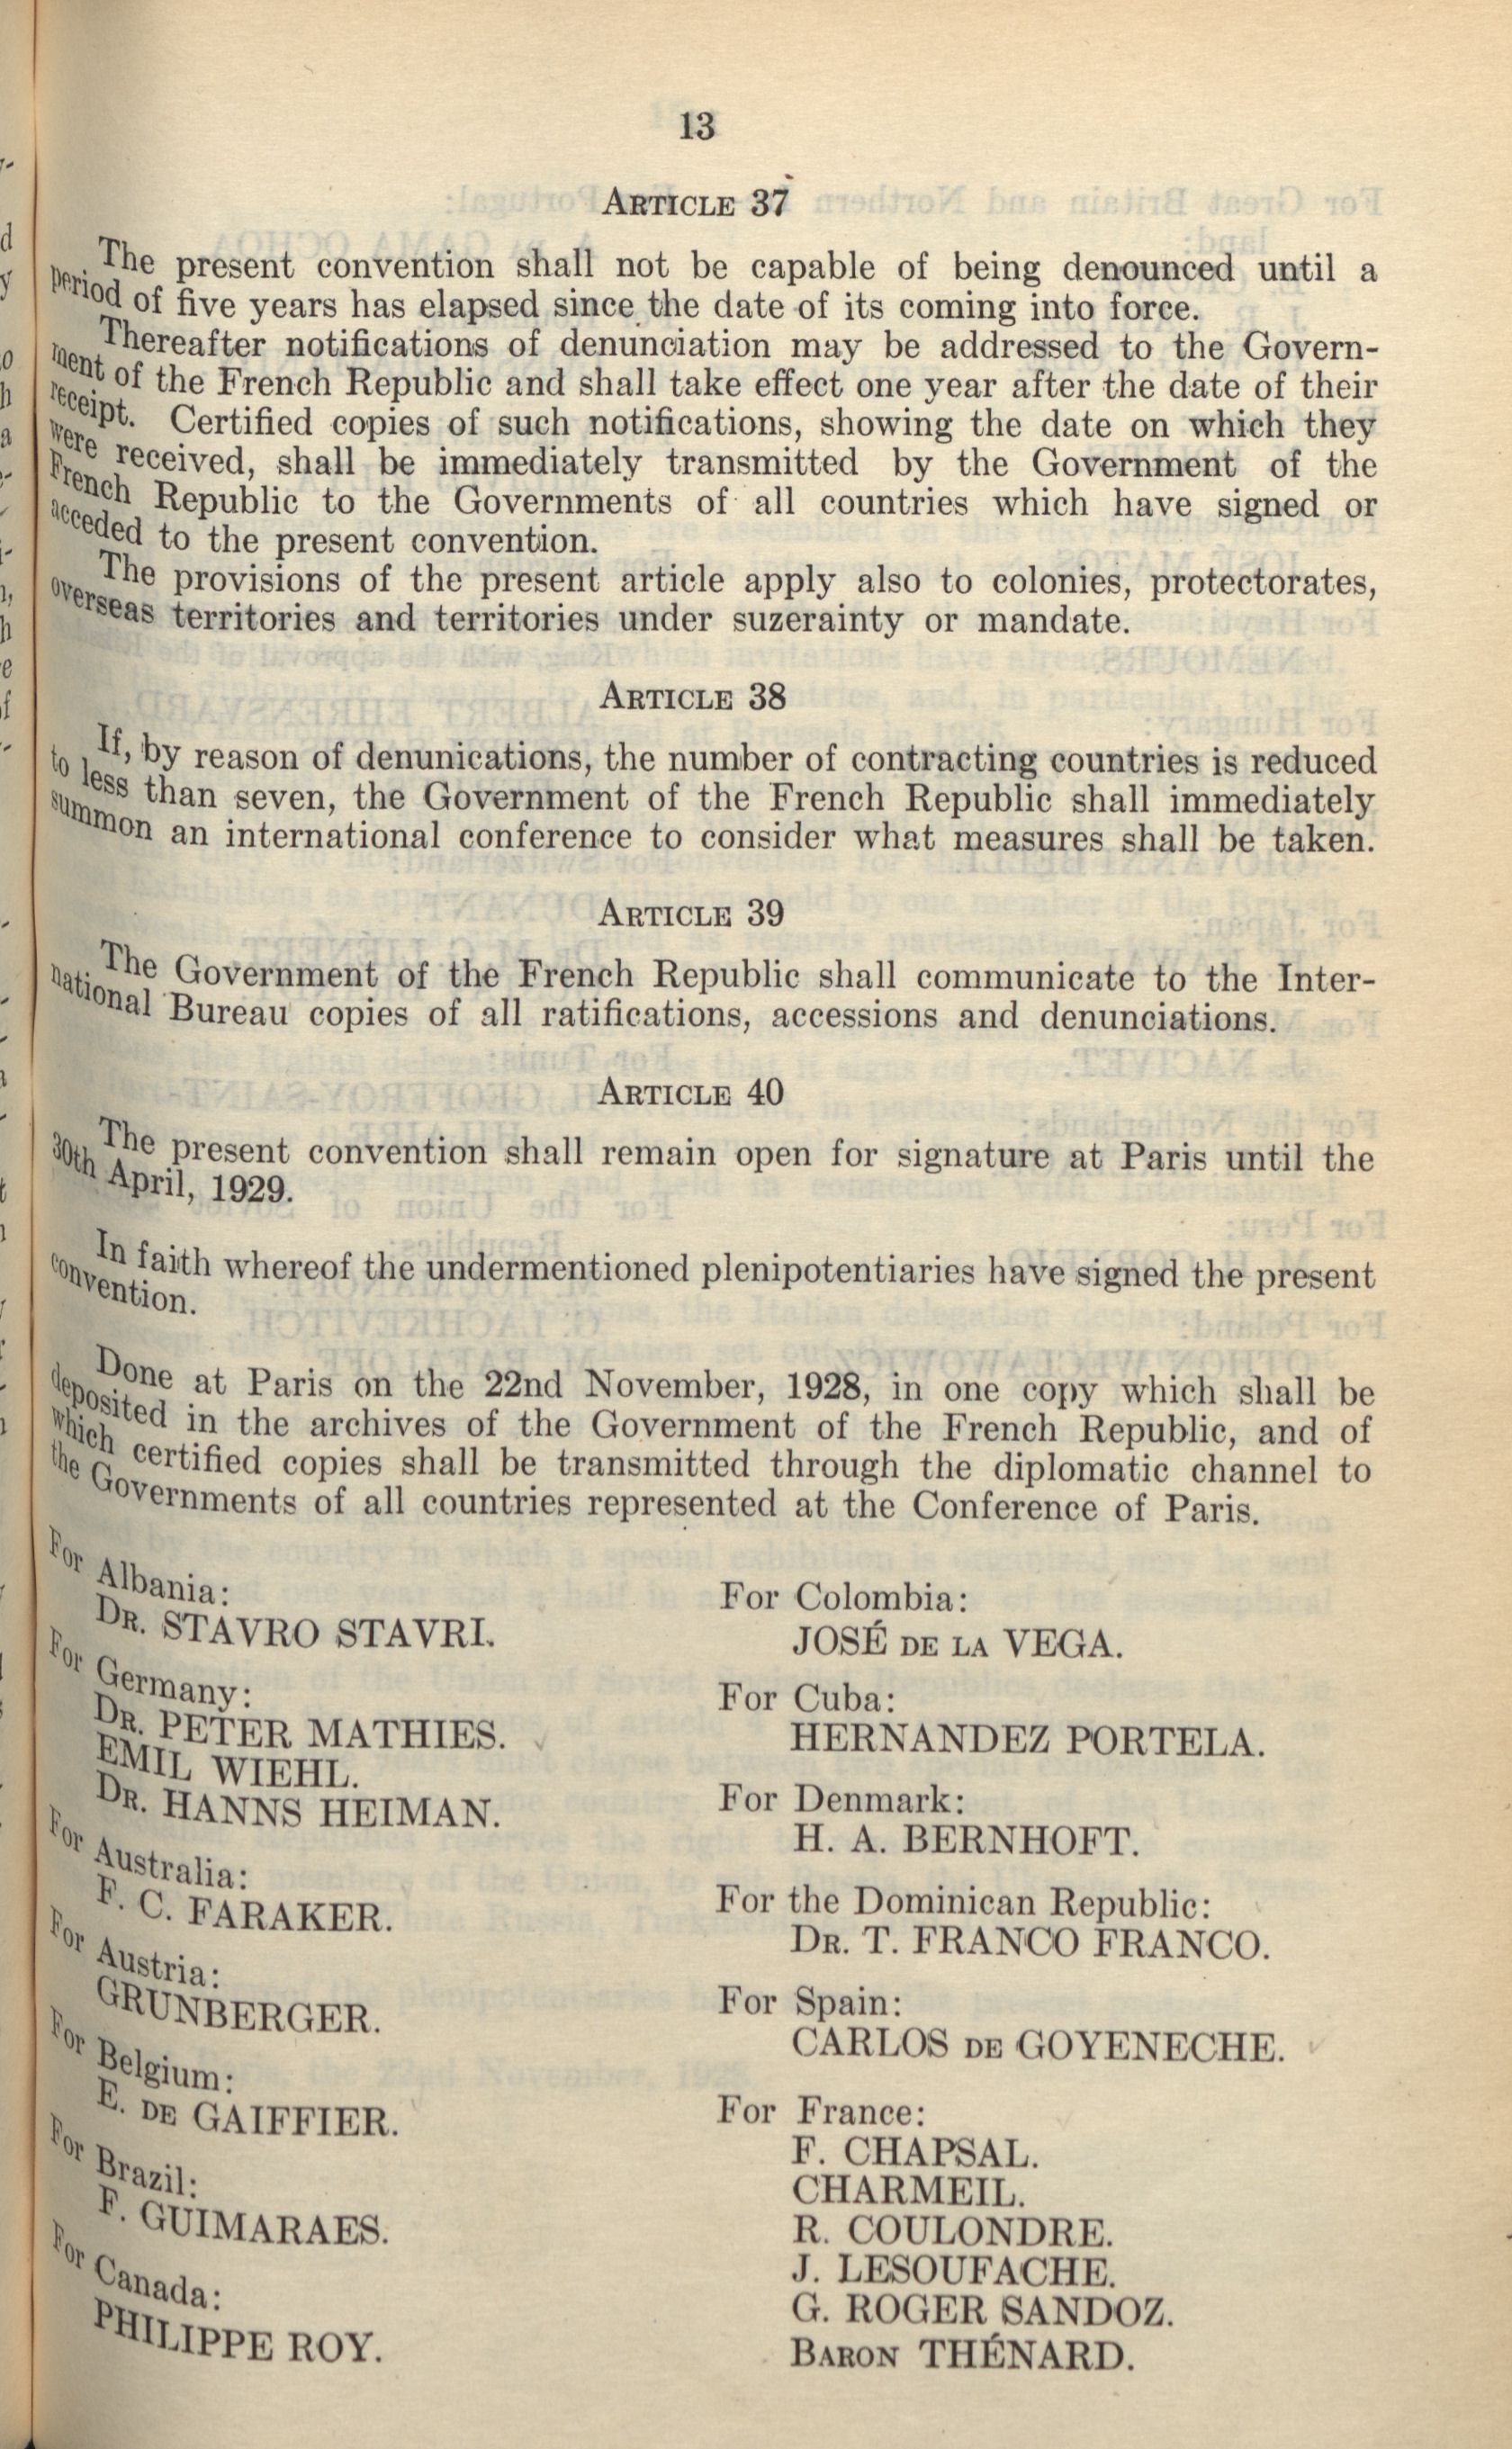 13
ARTICLE 37
The present convention shall not be capable of being denounced until a
period of five years has elapsed since the date of its coming into force.
Thereafter notifications of denunciation may be addressed to the Govern-
ment of the French Republic and shall take effect one year after the date of their
receipt. Certified copies of such notifications, showing the date on which they
were received, shall be immediately transmitted by the Government of the
French Republic to the Governments of all countries which have signed or
acceded to the present convention.
The provisions of the present article apply also to colonies, protectorates,
overseas territories and territories under suzerainty or mandate.
ARTICLE 38
If, by reason of denunications, the number of contracting countries is reduced
to less than seven, the Government of the French Republic shall immediately
summon an international conference to consider what measures shall be taken.
ARTICLE 39
The Government of the French Republic shall communicate to the Inter-
national Bureau copies of all ratifications, accessions and denunciations.
ARTICLE 40
The present convention shall remain open for signature at Paris until the
30th April, 1929.
In faith whereof the undermentioned plenipotentiaries have signed the present
convention.
Done at Paris on the 22nd November, 1928, in one copy which shall be
deposited in the archives of the Government of the French Republic, and of
which certified copies shall be transmitted through the diplomatic channel to
the Governments of all countries represented at the Conference of Paris.
For Albania:
DR. STAVRO STAVRI.
For Germany:
DR. PETER MATHIES.
EMIL WIEHL.
DR. HANNS HEIMAN.
For Australia:
F. C. FARAKER.
For Austria:
GRUNBERGER.
For Belgium:
E. DE GAIFFIER.
For Brazil:
F. GUIMARAES.
For Canada:
PHILIPPE ROY.
For Colombia:
JOSÉ DE LA VEGA.
For Cuba:
HERNANDEZ PORTELA.
For Denmark:
H. A. BERNHOFT.
For the Dominican Republic:
DR. T. FRANCO FRANCO.
For Spain:
CARLOS DE GOYENECHE.
For France:
F. CHAPSAL.
CHARMEIL.
R. COULONDRE.
J. LESOUFACHE.
G. ROGER SANDOZ.
BARON THÉNARD.